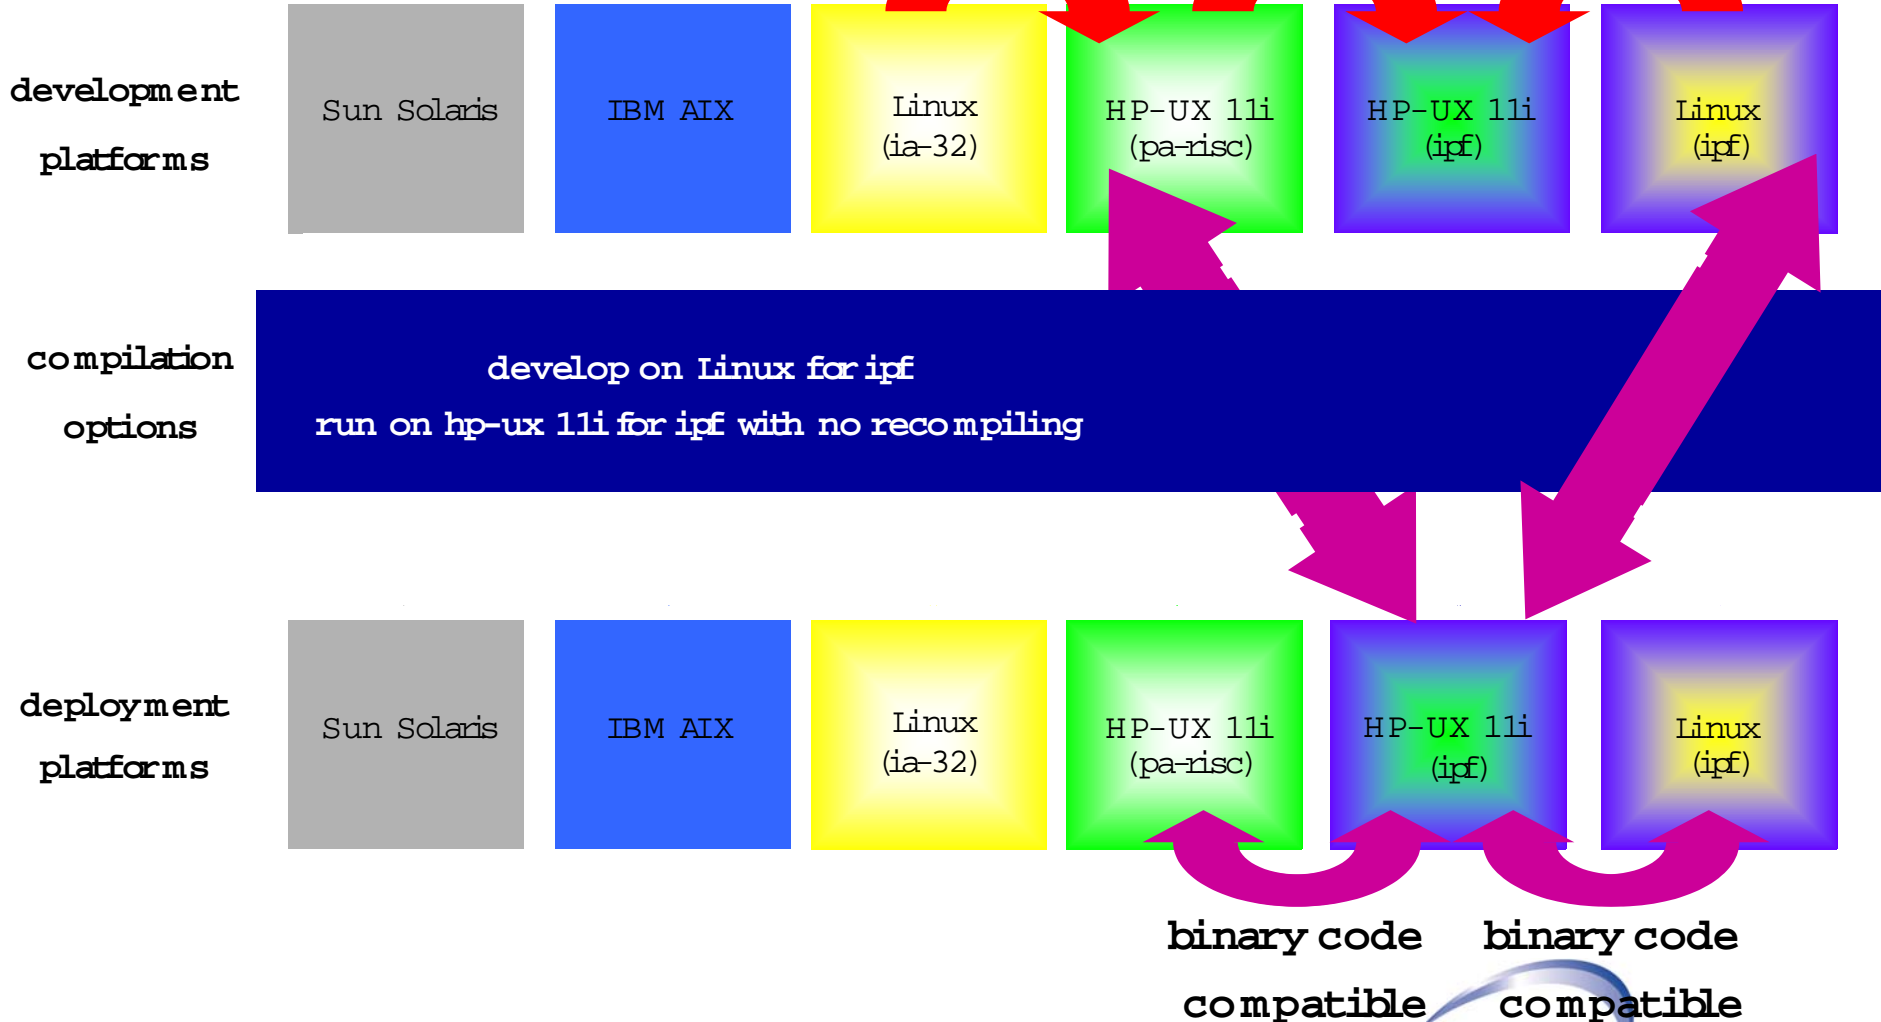 development
platforms
Sun Solaris
IBM AIX
Linux
(ia-32)
HP-UX 11i
(pa-risc)
HP-UX 11i
(ipf)
Linux
(ipf)
compilation
options
develop on Linux for ipf
run on hp-ux 11i for ipf with no recompiling
deployment
platforms
Sun Solaris
IBM AIX
Linux
(ia-32)
HP-UX 11i
(pa-risc)
HP-UX 11i
(ipf)
Linux
(ipf)
binary code
compatible
binary code
compatible